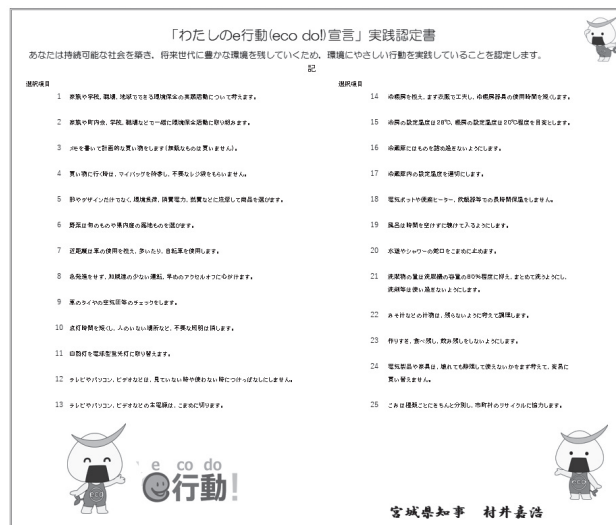 「わたしのe行動(eco do!)宣言」実践認定書
あなたは持続可能な社会を築き、将来世代に豊かな環境を残していくため、環境にやさしい行動を実践していることを認定します。
記
選択項目
1 家族や学校、職場、地域でできる環境保全の実践活動について考えます。
2 家族や町内会、学校、職場などで一緒に環境保全活動に取り組みます。
3 メモを書いて計画的な買い物をします(無駄なものは買いません)。
4 買い物に行く時は、マイバッグを持参し、不要なレジ袋をもらいません。
5 形やデザインだけでなく、環境負荷、消費電力、燃費などに注意して商品を選びます。
6 野菜は旬のものや県内産の露地ものを選びます。
7 近距離は車の使用を控え、歩いたり、自転車を使用します。
8 急発進をせず、加減速の少ない運転、早めのアクセルオフに心がけます。
9 車のタイヤの空気圧等のチェックをします。
10 点灯時間を短くし、人のいない場所など、不要な照明は消します。
11 白熱灯を電球型蛍光灯に取り替えます。
12 テレビやパソコン、ビデオなどは、見ていない時や使わない時につけっぱなしにしません。
13 テレビやパソコン、ビデオなどの主電源は、こまめに切ります。
選択項目
14 冷暖房を控え、まず衣服で工夫し、冷暖房器具の使用時間を短くします。
15 冷房の設定温度は28℃、暖房の設定温度は20℃程度を目安とします。
16 冷蔵庫にはものを詰め過ぎないようにします。
17 冷蔵庫内の設定温度を適切にします。
18 電気ポットや便座ヒーター、炊飯器等での長時間保温をしません。
19 風呂は時間を空けずに続けて入るようにします。
20 水道やシャワーの蛇口をこまめに止めます。
21 洗濯物の量は洗濯機の容量の80%程度に抑え、まとめて洗うようにし、
洗剤等は使い過ぎないようにします。
22 みそ汁などの汁物は、残らないように考えて調理します。
23 作りすぎ、食べ残し、飲み残しをしないようにします。
24 電気製品や家具は、壊れても修理して使えないかをまず考えて、安易に
買い替えません。
25 ごみは種類ごとにきちんと分別し、市町村のリサイクルに協力します。
e co do
e行動!
宮城県知事 村井嘉浩